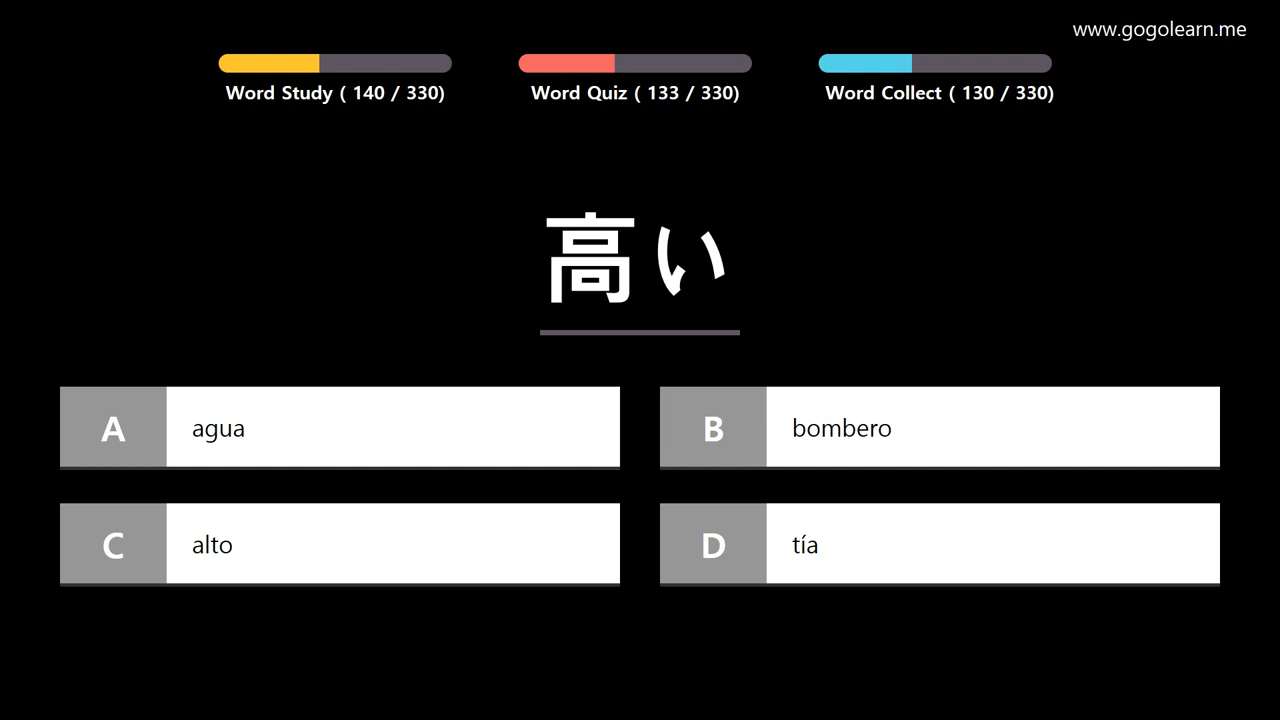 www.gogolearn.me
Word Study ( 140 / 330)
Word Quiz ( 133 / 330)
Word Collect ( 130 / 330)
高い
A agua
B bombero
C alto
D tía